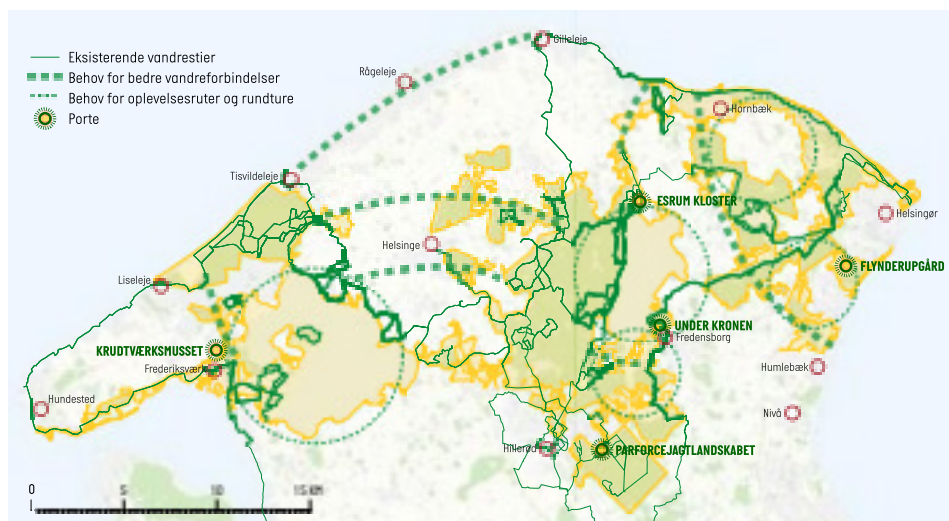 Eksisterende vandrestier
Behov for bedre vandreforbindelser
Behov for oplevelsesruter og rundture
Porte
Gilleleje
Rågeleje
Hornbæk
Tisvildeleje
ESRUM KLOSTER
Helsingør
Helsinge
FLYNDERUPGÅRD
Liseleje
UNDER KRONEN
Fredensborg
KRUDTVÆRKSMUSSET
Frederiksværk
Humlebæk
Hundested
Nivå
Hillerød
PARFORCEJAGTLANDSKABET
0
5
10
15 KM